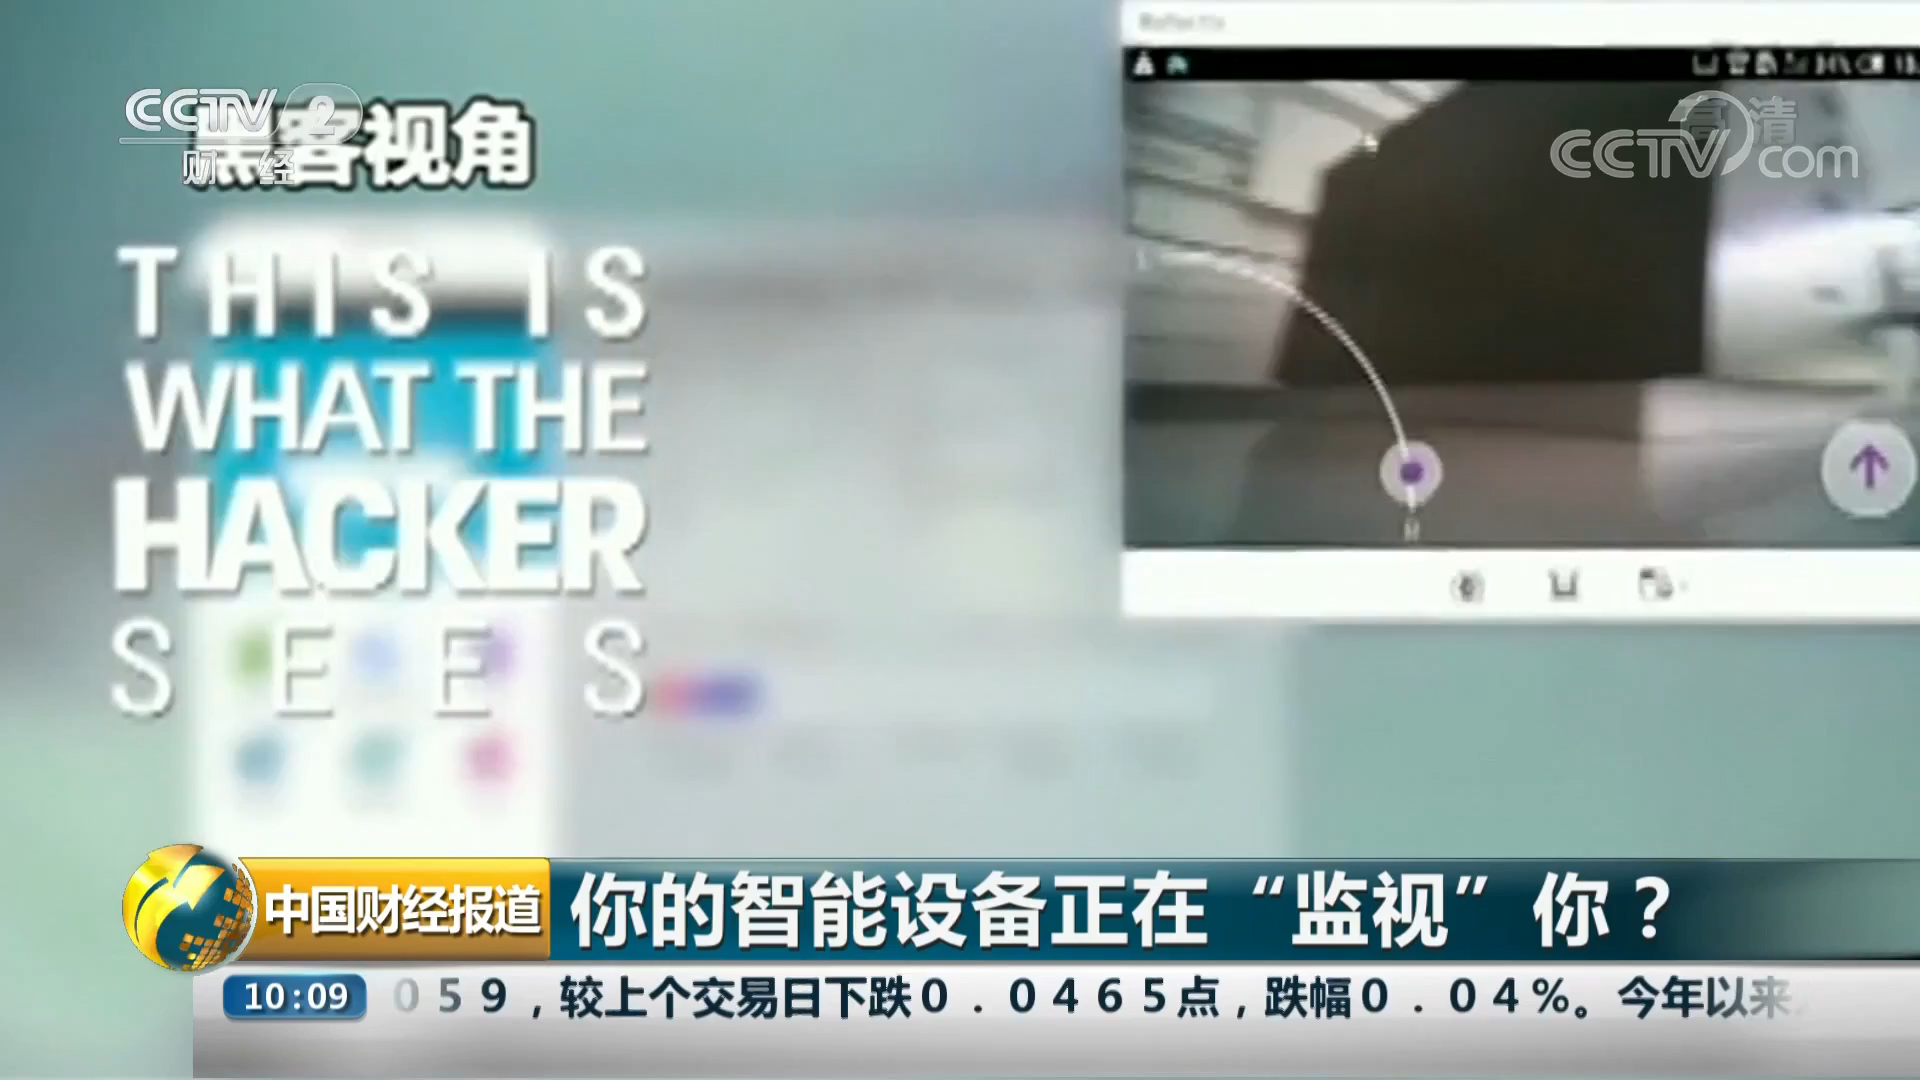 CCTV 2
财经
黑客视角
高清
CCTV.com
THIS IS
WHAT THE
HACKER
SEES
中国财经报道
你的智能设备正在“监视”你？
10:09
059，较上个交易日下跌0.0465点，跌幅0.04%。今年以来